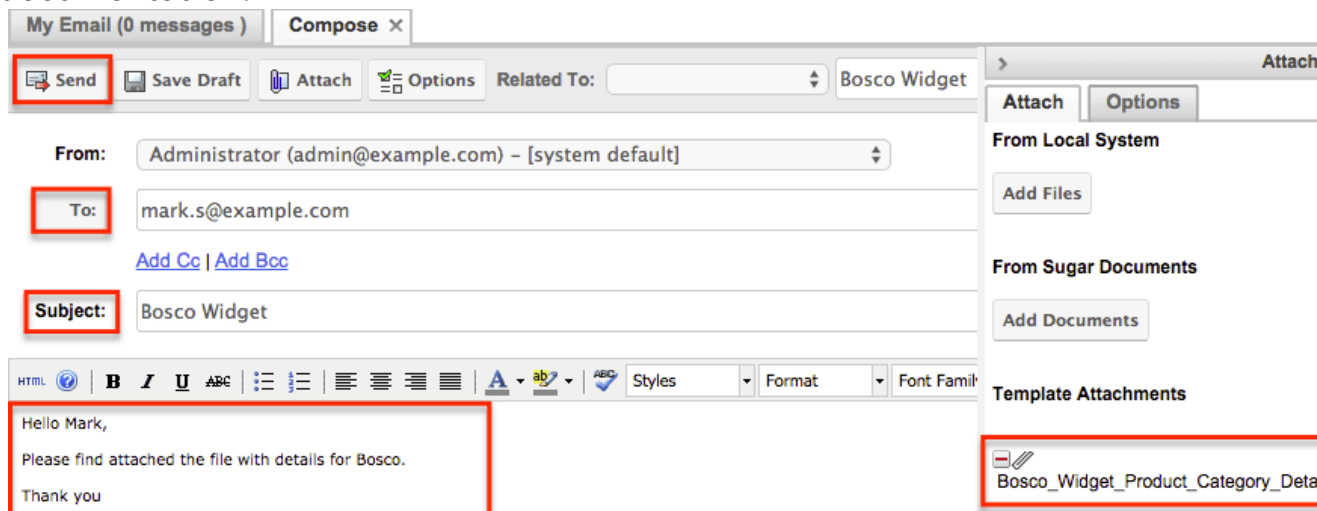 My Email (0 messages ) Compose ×
Send Save Draft Attach Options Related To: Bosco Widget
> Attach
Attach Options
From: Administrator (admin@example.com) – [system default]
From Local System
Add Files
To: mark.s@example.com
Add Cc | Add Bcc
From Sugar Documents
Subject: Bosco Widget
Add Documents
HTML B I U ABC A ab ABC Styles Format Font Famil
Template Attachments
Hello Mark,
Please find attached the file with details for Bosco.
Thank you
Bosco_Widget_Product_Category_Deta